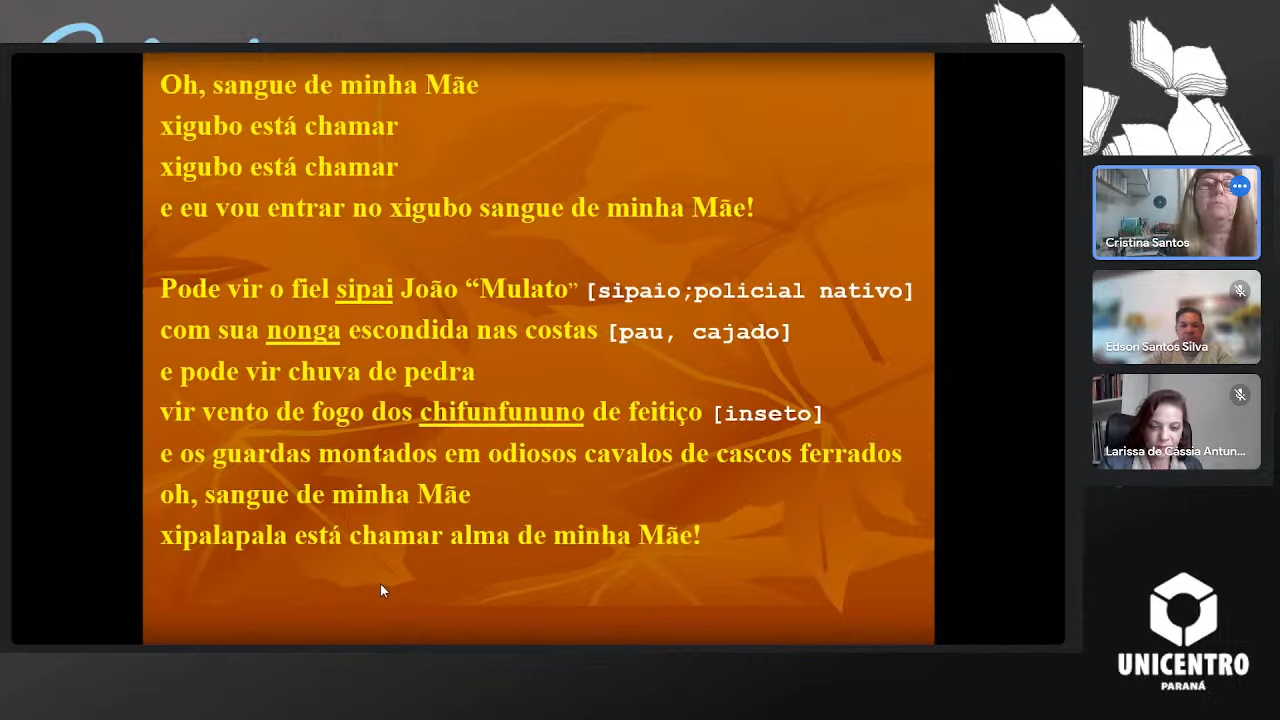 Oh, sangue de minha Mãe
xigubo está chamar
xigubo está chamar
e eu vou entrar no xigubo sangue de minha Mãe!
Pode vir o fiel sipai João “Mulato” [sipaio;policial nativo]
com sua nonga escondida nas costas [pau, cajado]
e pode vir chuva de pedra
vir vento de fogo dos chifunfununo de feitiço [inseto]
e os guardas montados em odiosos cavalos de cascos ferrados
oh, sangue de minha Mãe
xipalapala está chamar alma de minha Mãe!
Cristina Santos
Edson Santos Silva
Larissa de Cássia Antun...
UNICENTRO
PARANÁ